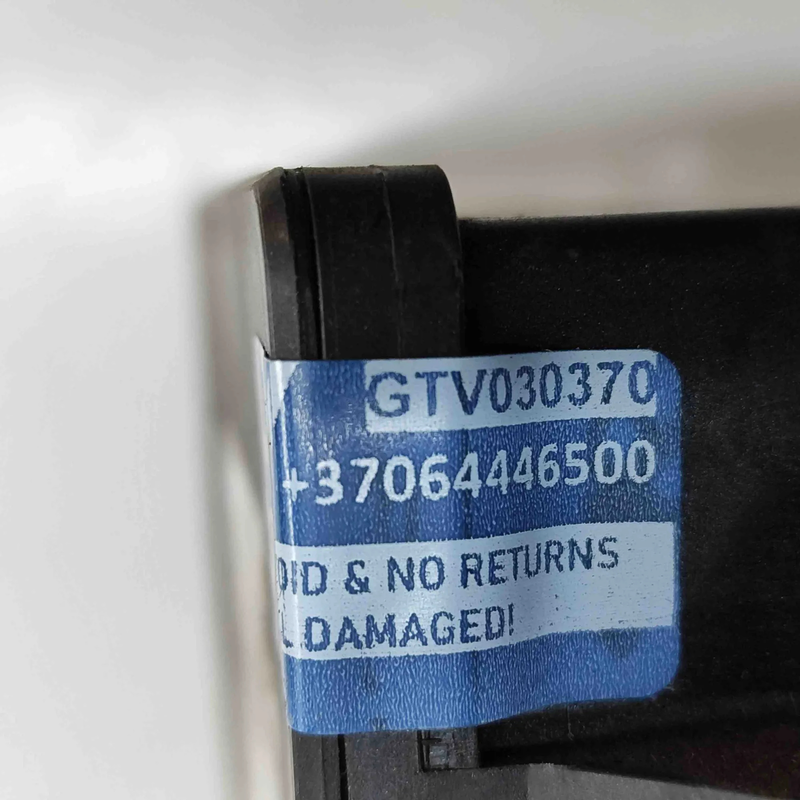 GTV030370
+37064446500
& NO RETURNS
DAMAGED!